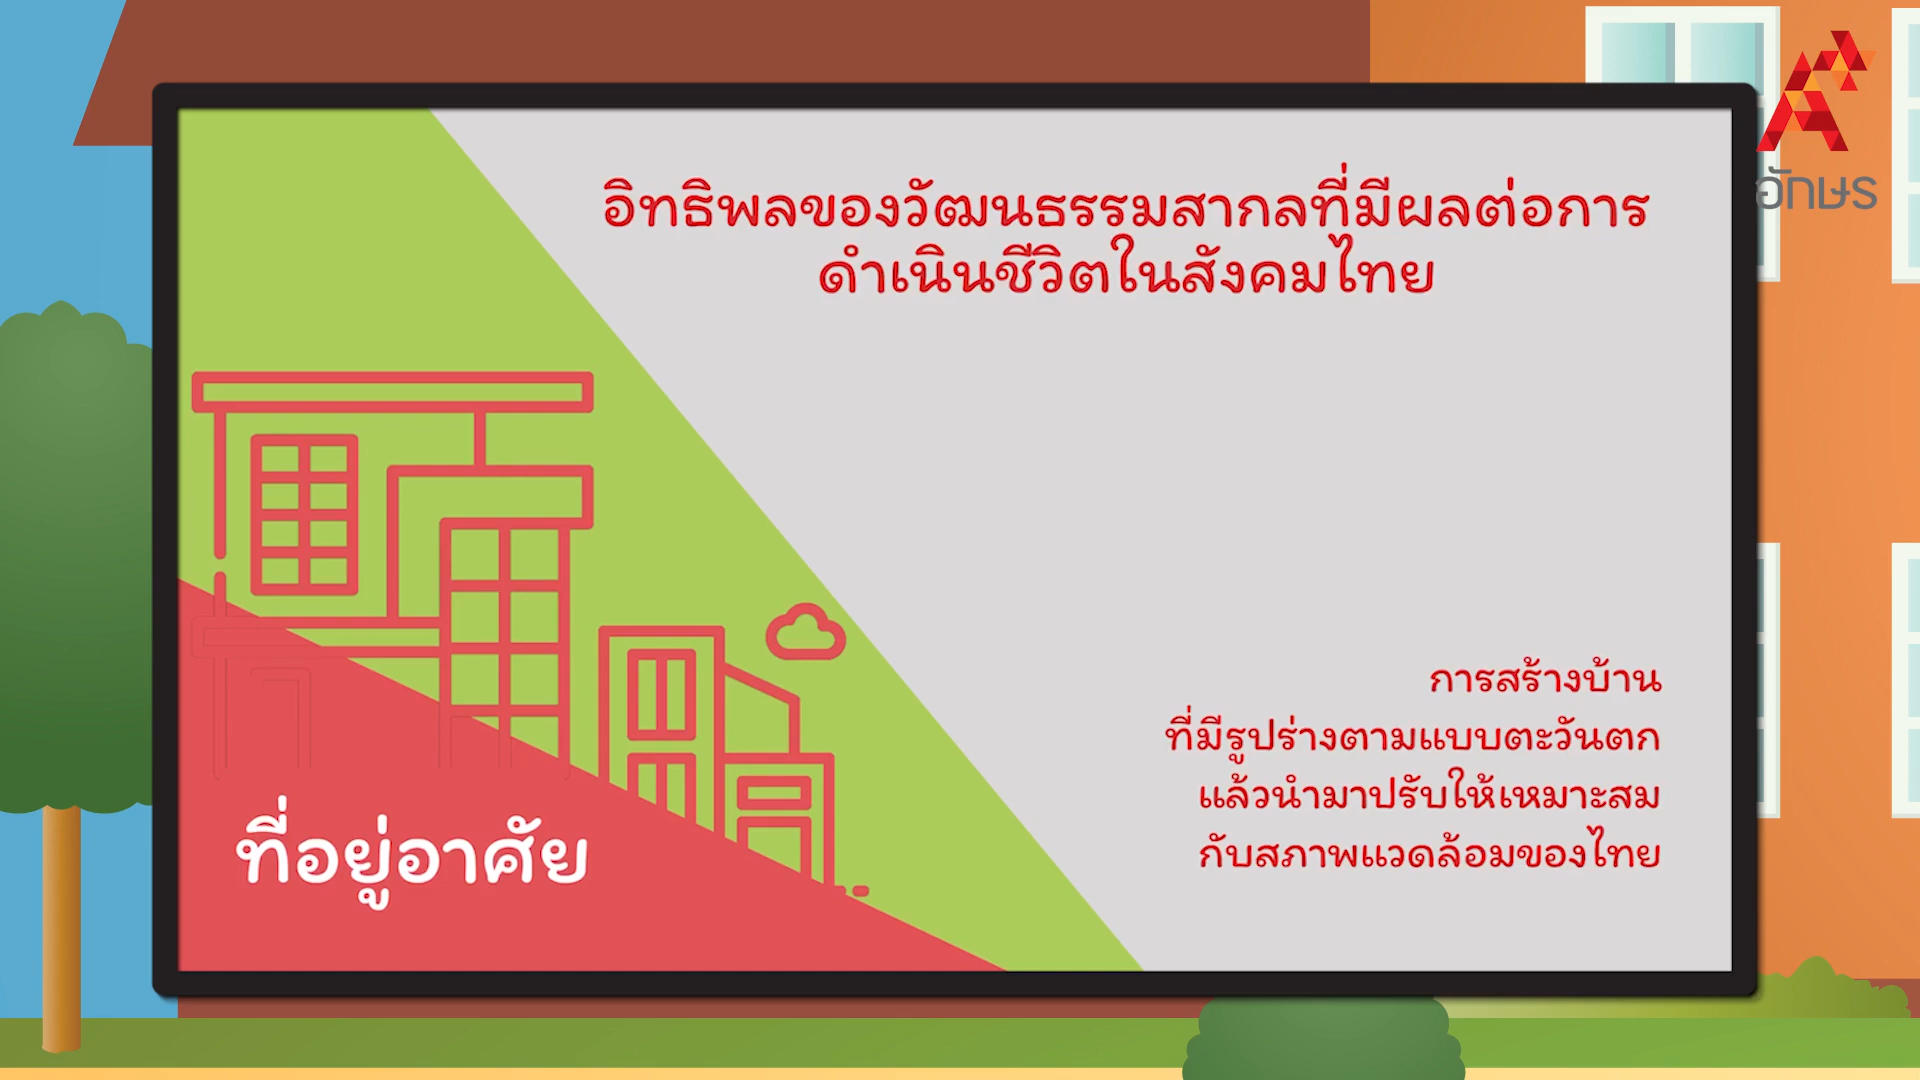 อักษร
อิทธิพลของวัฒนธรรมสากลที่มีผลต่อการ
ดำเนินชีวิตในสังคมไทย
การสร้างบ้าน
ที่มีรูปร่างตามแบบตะวันตก
แล้วนำมาปรับให้เหมาะสม
กับสภาพแวดล้อมของไทย
ที่อยู่อาศัย